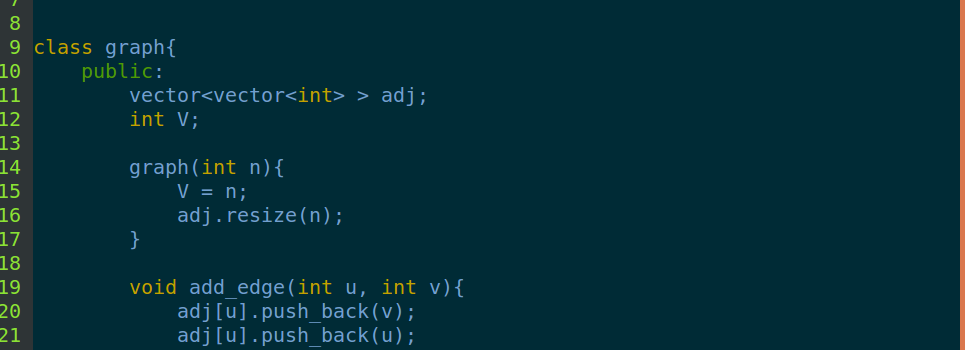 7
8
9 class graph{
10     public:
11         vector<vector<int> > adj;
12         int V;
13
14         graph(int n){
15             V = n;
16             adj.resize(n);
17         }
18
19         void add_edge(int u, int v){
20             adj[u].push_back(v);
21             adj[u].push_back(u);